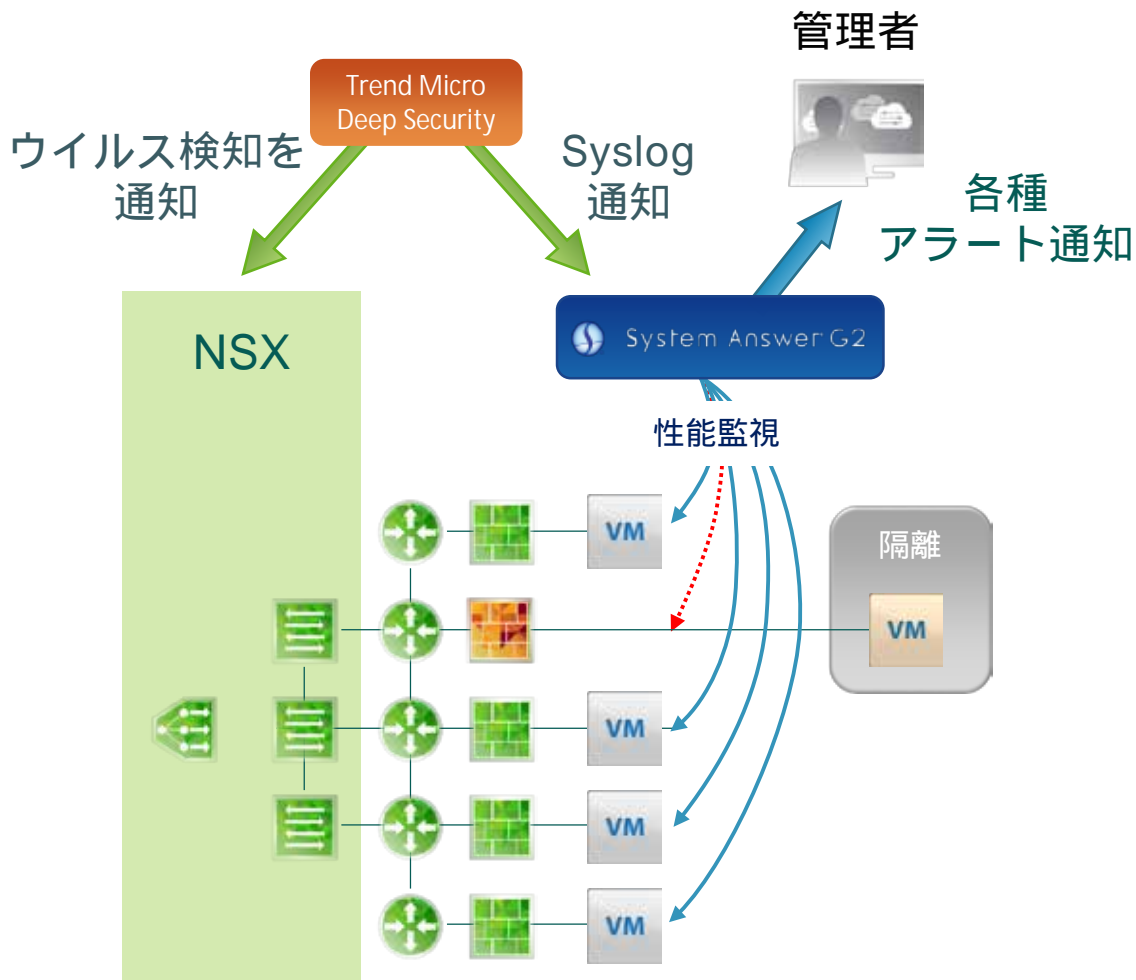 管理者
Trend Micro
Deep Security
ウイルス検知を
通知
Syslog
通知
各種
アラート通知
NSX
System Answer G2
性能監視
VM
隔離
VM
VM
VM
VM